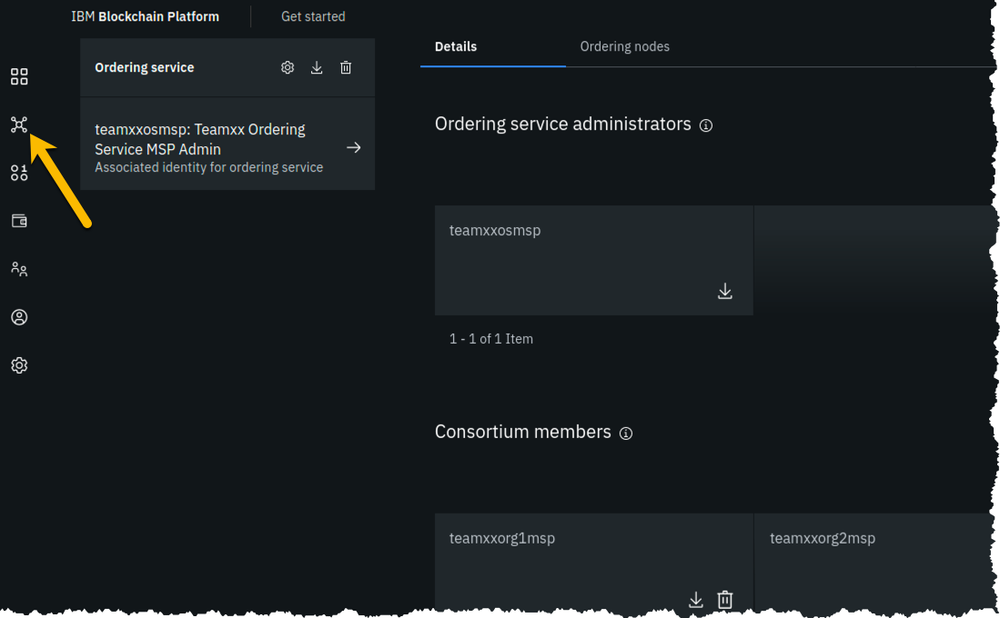 IBM Blockchain Platform
Get started
Ordering service
teamxxosmsp: Teamxx Ordering
Service MSP Admin
Associated identity for ordering service
Details
Ordering nodes
Ordering service administrators
teamxxosmsp
1 - 1 of 1 Item
Consortium members
teamxxorg1msp
teamxxorg2msp